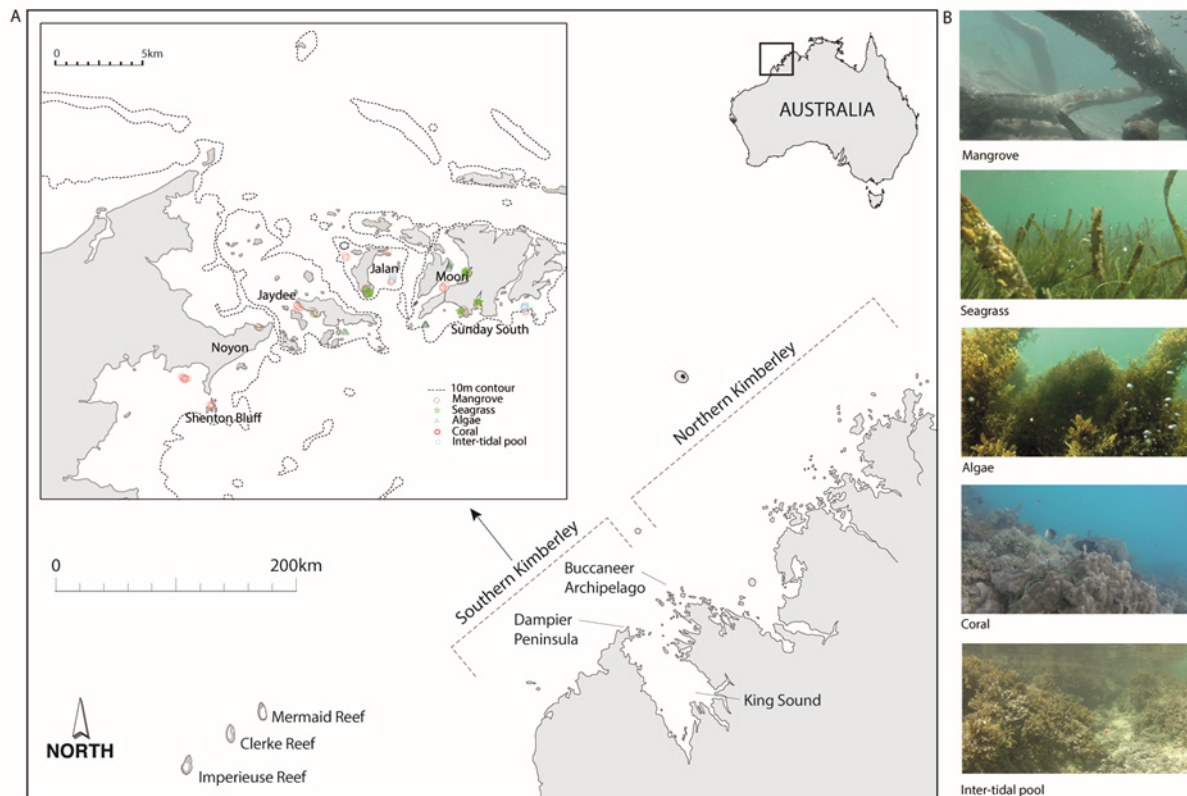 A
0
5km
Jalan
Moon
Jaydee
Sunday South
Noyon
Shenton Bluff
10m contour
Mangrove
Seagrass
Algae
Coral
Inter-tidal pool
AUSTRALIA
Northern Kimberley
Southern Kimberley
0
200km
Buccaneer
Archipelago
Dampier
Peninsula
King Sound
NORTH
Mermaid Reef
Clerke Reef
Imperieuse Reef
B
Mangrove
Seagrass
Algae
Coral
Inter-tidal pool